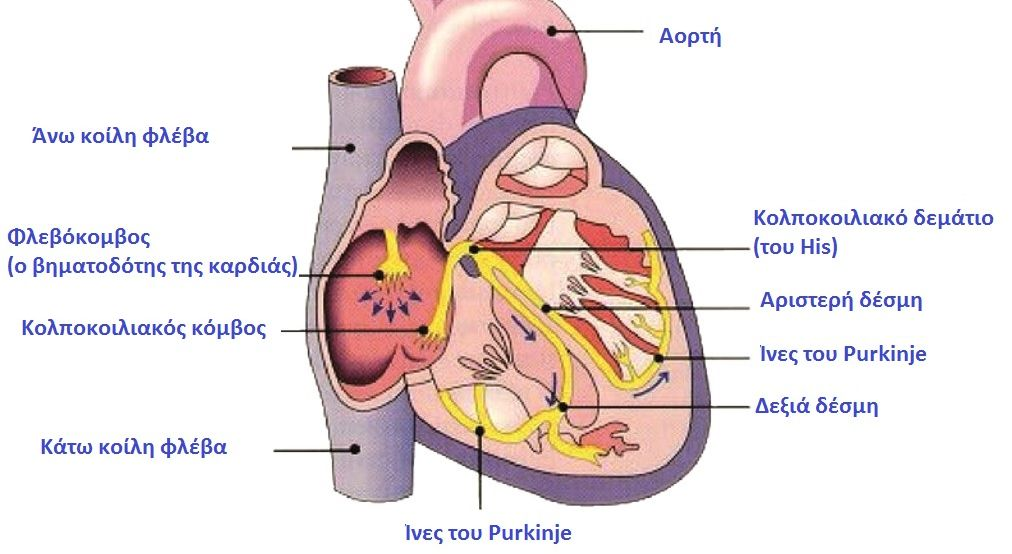 Αορτή
Άνω κοίλη φλέβα
Φλεβόκομβος
(ο βηματοδότης της καρδιάς)
Κολποκοιλιακός κόμβος
Κάτω κοίλη φλέβα
Κολποκοιλιακό δεμάτιο
(του His)
Αριστερή δέσμη
Ίνες του Purkinje
Δεξιά δέσμη
Ίνες του Purkinje